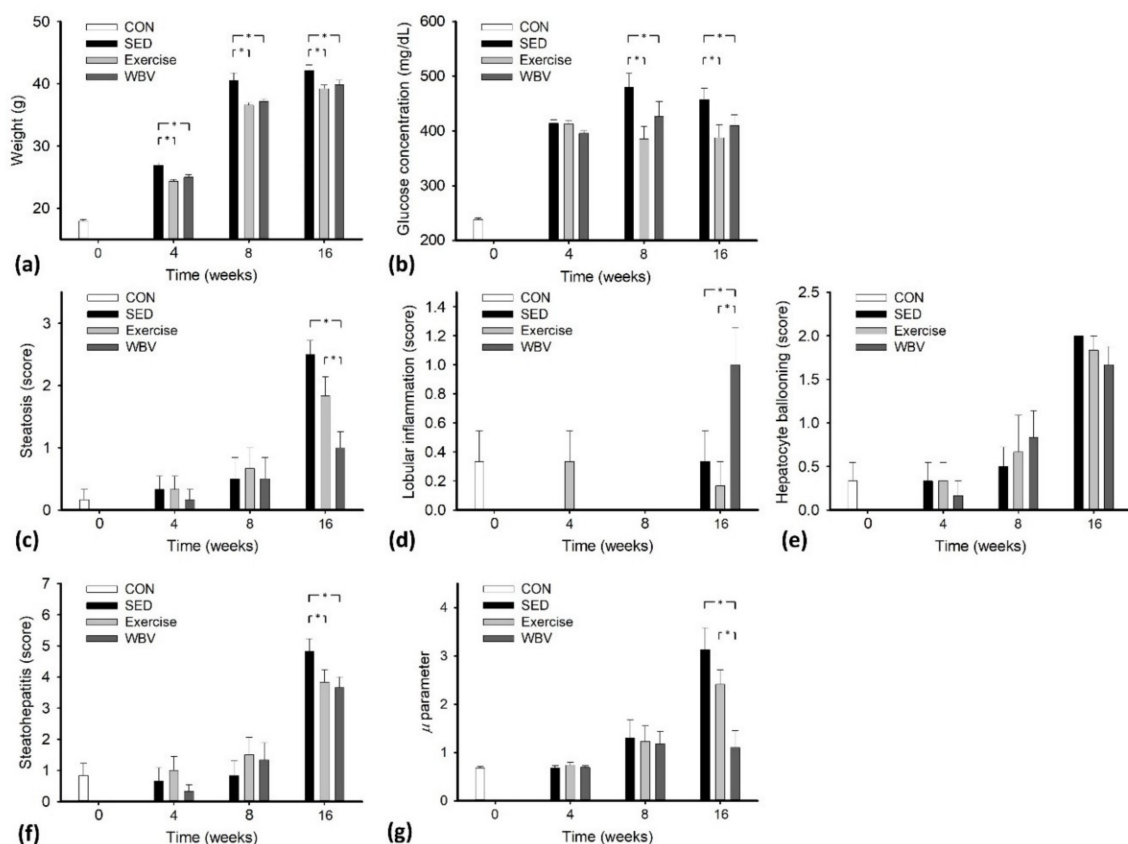 CON
SED
Exercise
WBV
Weight (g)
50
40
30
20
* * * * * *
0 4 8 16
Time (weeks)
(a)
CON
SED
Exercise
WBV
Glucose concentration (mg/dL)
600
500
400
300
200
* * * *
0 4 8 16
Time (weeks)
(b)
CON
SED
Exercise
WBV
Steatosis (score)
3
2
1
0
* *
0 4 8 16
Time (weeks)
(c)
CON
SED
Exercise
WBV
Lobular inflammation (score)
1.4
1.2
1.0
0.8
0.6
0.4
0.2
0.0
* *
0 4 8 16
Time (weeks)
(d)
CON
SED
Exercise
WBV
Hepatocyte ballooning (score)
2.5
2.0
1.5
1.0
0.5
0.0
0 4 8 16
Time (weeks)
(e)
CON
SED
Exercise
WBV
Steatohepatitis (score)
7
6
5
4
3
2
1
0
* *
0 4 8 16
Time (weeks)
(f)
CON
SED
Exercise
WBV
μ parameter
4
3
2
1
0
* *
0 4 8 16
Time (weeks)
(g)